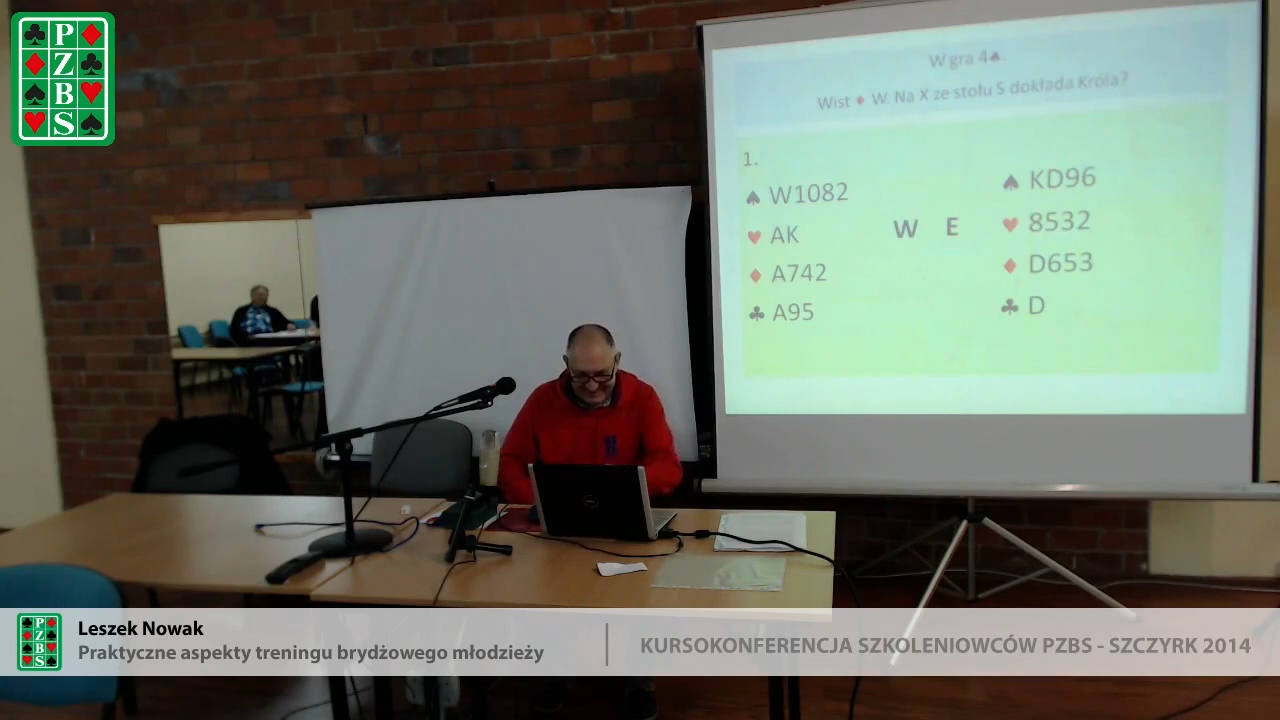 P
Z
B
S
W gra 4♠.
Wist ♦ W. Na X ze stołu S dokłada Króla?
1.
♠ W1082
♥ AK
♦ A742
♣ A95
W E
♠ KD96
♥ 8532
♦ D653
♣ D
PZBS
Leszek Nowak
Praktyczne aspekty treningu brydżowego młodzieży
KURSOKONFERENCJA SZKOLENIOWCÓW PZBS - SZCZYRK 2014